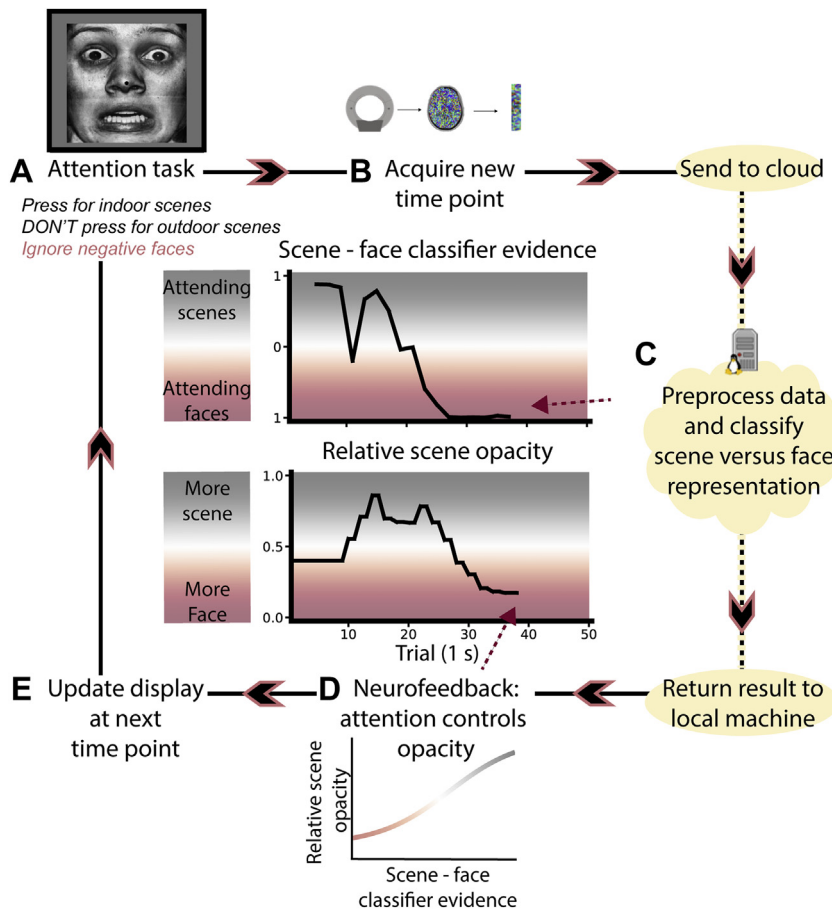 A Attention task
Press for indoor scenes
DON'T press for outdoor scenes
Ignore negative faces
B Acquire new
time point
Send to cloud
C
Preprocess data
and classify
scene versus face
representation
Scene - face classifier evidence
Attending
scenes
Attending
faces
1
0
1
Relative scene opacity
More
scene
More
Face
1.0
0.5
0.0
10 20 30 40 50
Trial (1 s)
Return result to
local machine
D Neurofeedback:
attention controls
opacity
Relative scene
opacity
Scene - face
classifier evidence
E Update display
at next
time point